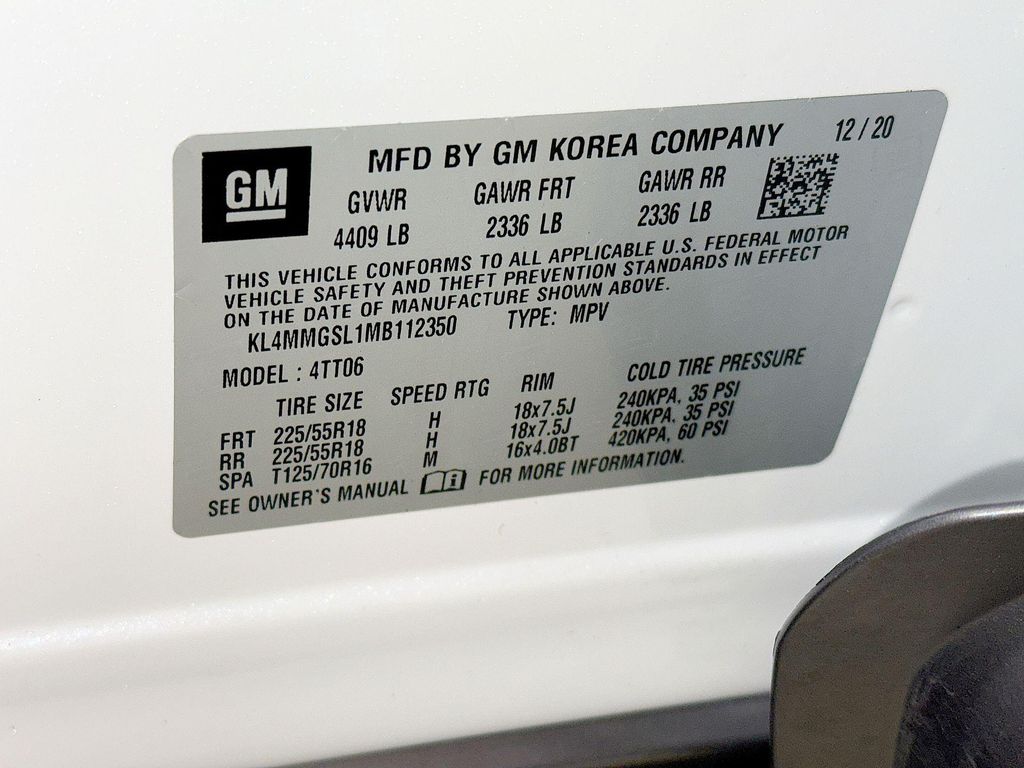 GM
MFD BY GM KOREA COMPANY 12 / 20
GVWR GAWR FRT GAWR RR
4409 LB 2336 LB 2336 LB
THIS VEHICLE CONFORMS TO ALL APPLICABLE U.S. FEDERAL MOTOR
VEHICLE SAFETY AND THEFT PREVENTION STANDARDS IN EFFECT
ON THE DATE OF MANUFACTURE SHOWN ABOVE.
KL4MMGSL1MB112350 TYPE: MPV
MODEL : 4TT06
TIRE SIZE SPEED RTG RIM COLD TIRE PRESSURE
FRT 225/55R18 H 18x7.5J 240KPA, 35 PSI
RR 225/55R18 H 18x7.5J 240KPA, 35 PSI
SPA T125/70R16 M 16x4.0BT 420KPA, 60 PSI
SEE OWNER'S MANUAL i FOR MORE INFORMATION.